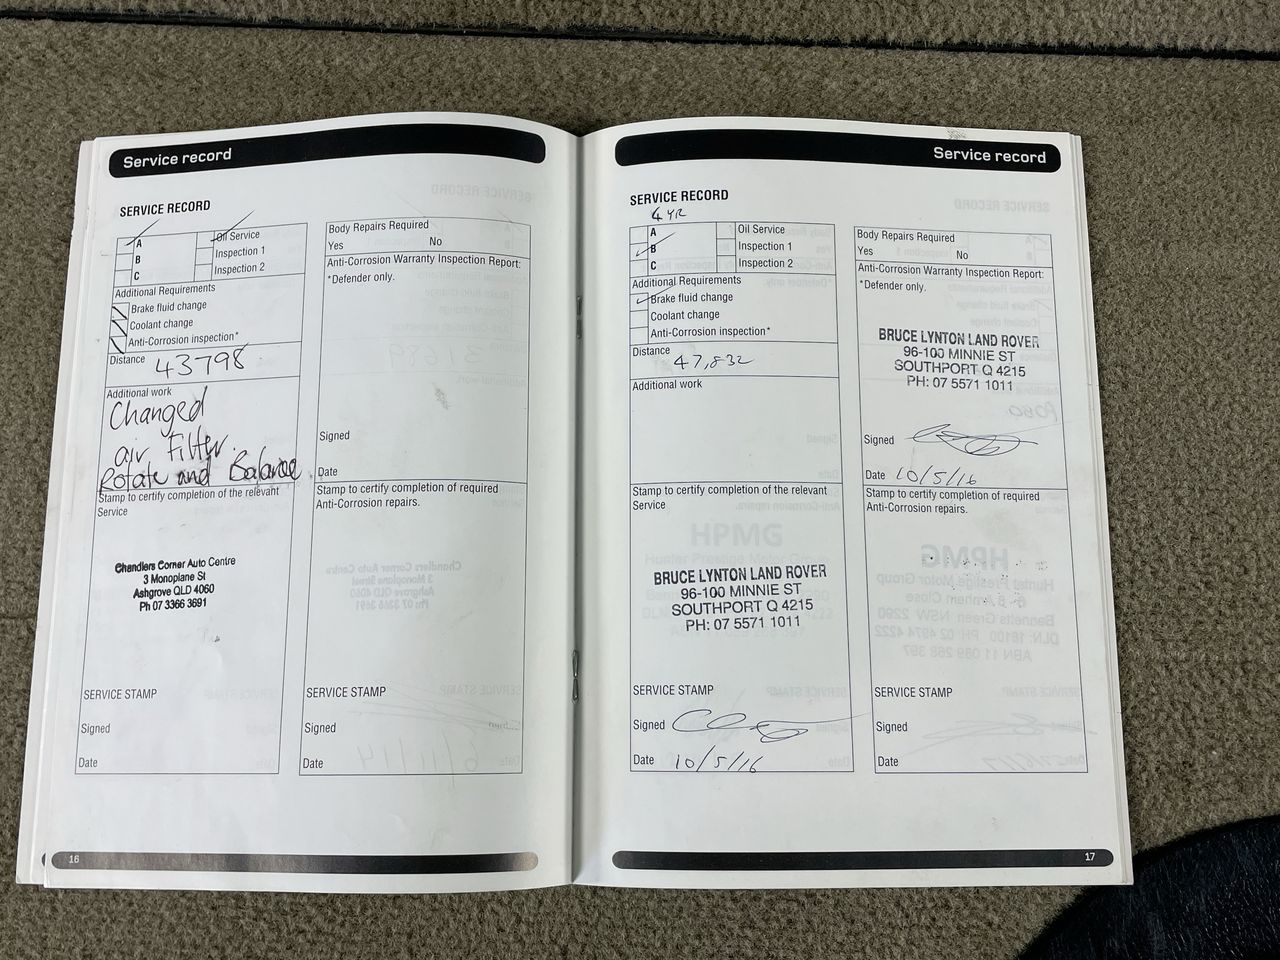 Service record
SERVICE RECORD
A
B
C
Oil Service
Inspection 1
Inspection 2
Additional Requirements
Brake fluid change
Coolant change
Anti-Corrosion inspection*
Distance 43798
Additional work
Changed
air Filter.
Rotate and Balance.
Stamp to certify completion of the relevant
Service
Chandlers Corner Auto Centre
3 Monoplane St
Ashgrove QLD 4060
Ph 07 3366 3691
SERVICE STAMP
Signed
Date
Body Repairs Required
Yes No
Anti-Corrosion Warranty Inspection Report:
*Defender only.
Signed
Date
Stamp to certify completion of required
Anti-Corrosion repairs.
SERVICE STAMP
Signed
Date
16
Service record
SERVICE RECORD
4 YR
A
B
C
Oil Service
Inspection 1
Inspection 2
Additional Requirements
Brake fluid change
Coolant change
Anti-Corrosion inspection*
Distance 47,832
Additional work
Stamp to certify completion of the relevant
Service
BRUCE LYNTON LAND ROVER
96-100 MINNIE ST
SOUTHPORT Q 4215
PH: 07 5571 1011
SERVICE STAMP
Signed
Date 10/5/16
Body Repairs Required
Yes No
Anti-Corrosion Warranty Inspection Report:
*Defender only.
BRUCE LYNTON LAND ROVER
96-100 MINNIE ST
SOUTHPORT Q 4215
PH: 07 5571 1011
Signed
Date 10/5/16
Stamp to certify completion of required
Anti-Corrosion repairs.
SERVICE STAMP
Signed
Date
17